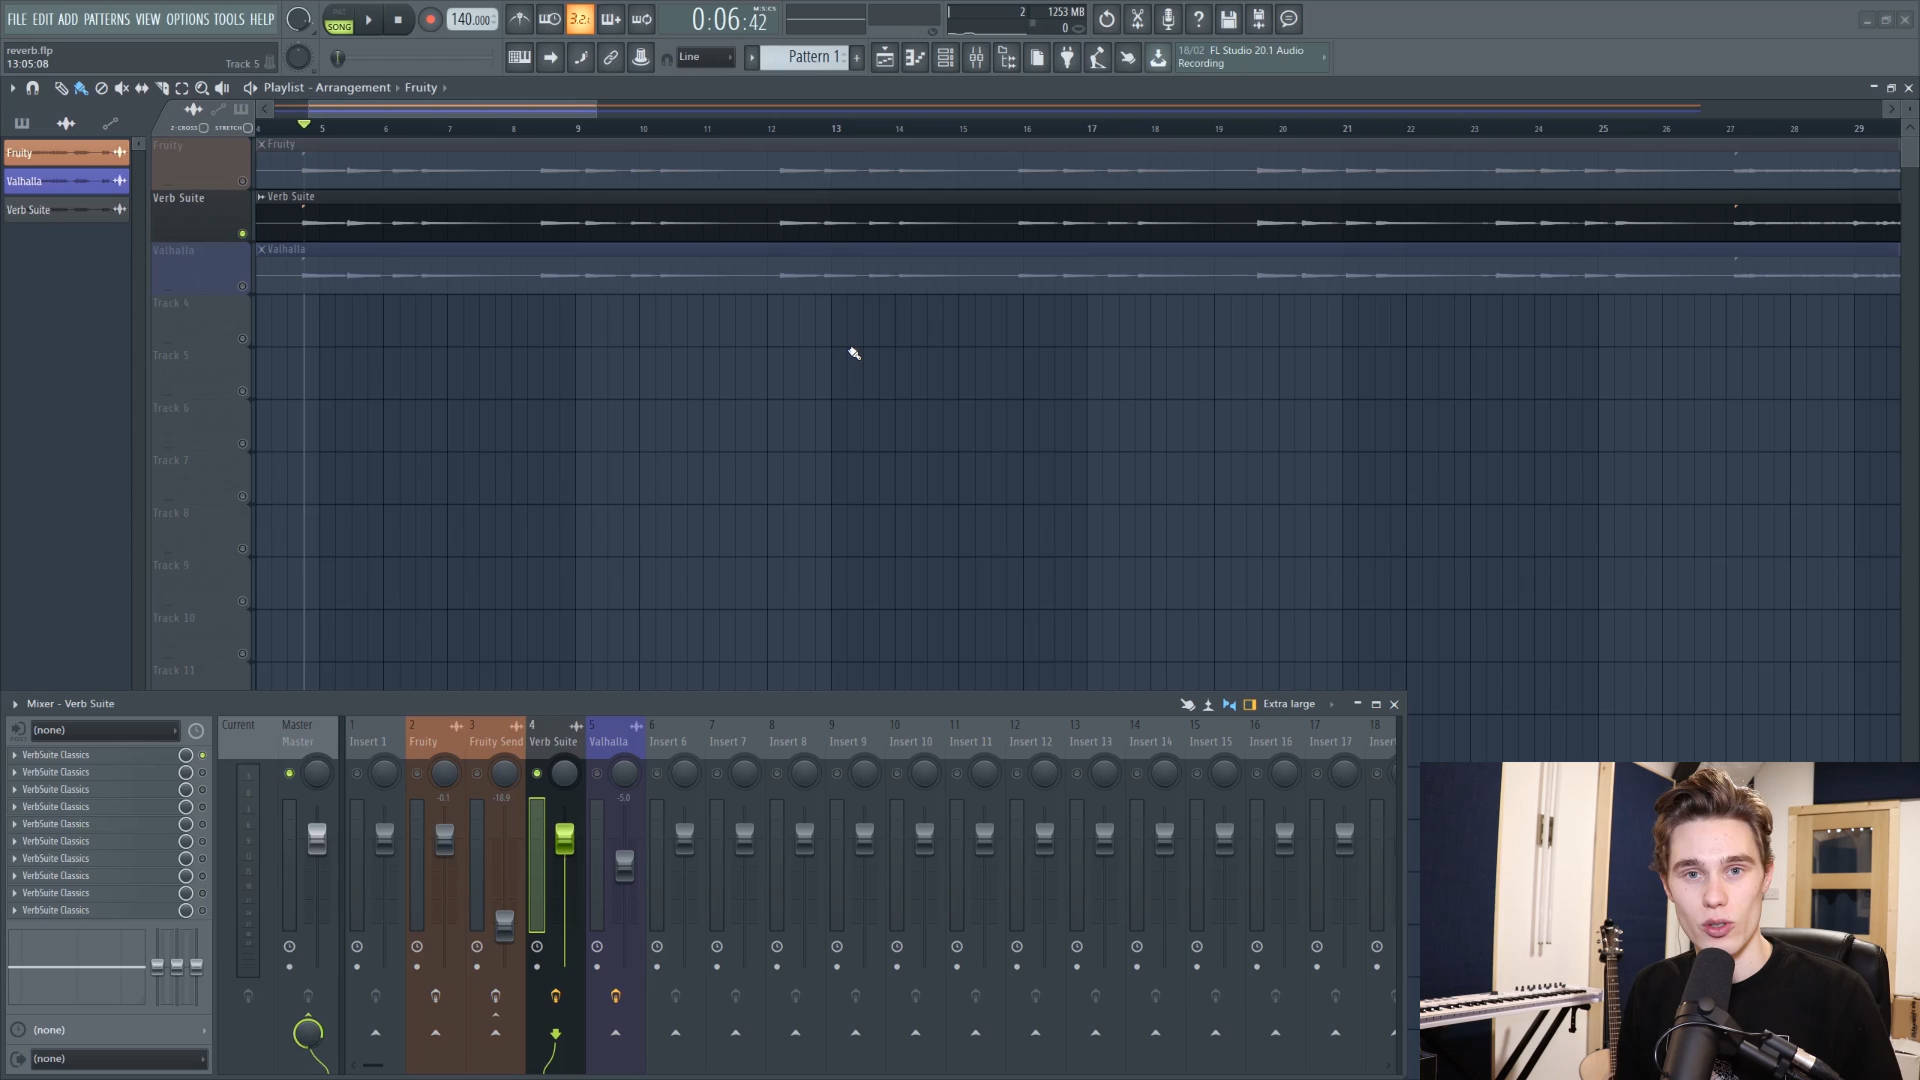 FILE EDIT ADD PATTERNS VIEW OPTIONS TOOLS HELP
PAT
SONG
140.000
3.2.
0:06:42
M:S:CS
2
1253 MB
0
reverb.flp
13:05:08
Track 5
Line
Pattern 1
+
18/02 FL Studio 20.1 Audio
Recording
Playlist - Arrangement Fruity
Z-CROSS STRETCH
4 5 6 7 8 9 10 11 12 13 14 15 16 17 18 19 20 21 22 23 24 25 26 27 28 29
Fruity
Valhalla
Verb Suite
Fruity
Verb Suite
Valhalla
Track 4
Track 5
Track 6
Track 7
Track 8
Track 9
Track 10
Track 11
Fruity
Verb Suite
Valhalla
Mixer - Verb Suite
Extra large
(none)
VerbSuite Classics
VerbSuite Classics
VerbSuite Classics
VerbSuite Classics
VerbSuite Classics
VerbSuite Classics
VerbSuite Classics
VerbSuite Classics
VerbSuite Classics
VerbSuite Classics
(none)
(none)
Current Master 1 2 3 4 5 6 7 8 9 10 11 12 13 14 15 16 17 18
Master Insert 1 Fruity Fruity Send Verb Suite Valhalla Insert 6 Insert 7 Insert 8 Insert 9 Insert 10 Insert 11 Insert 12 Insert 13 Insert 14 Insert 15 Insert 16 Insert 17 Inser
-0.1 -18.9 -5.0